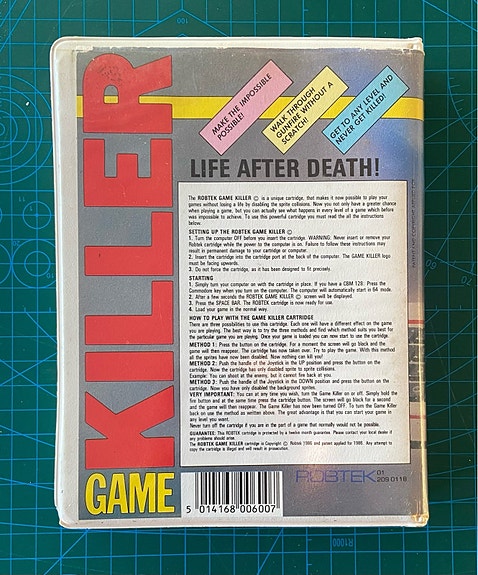 KILLER
GAME
MAKE THE IMPOSSIBLE
POSSIBLE!
WALK THROUGH
GUNFIRE WITHOUT A
SCRATCH!
GET TO ANY LEVEL AND
NEVER GET KILLED!
LIFE AFTER DEATH!
The ROBTEK GAME KILLER © is a unique cartridge, that makes it now possible to play your
games without losing a life by disabling the sprite collisions. Now you not only have a greater chance
when playing a game, but you can actually see what happens in every level of a game which before
was impossible to achieve. To use this powerful cartridge you must read the all the instructions
below.
SETTING UP THE ROBTEK GAME KILLER ©
1. Turn the computer OFF before you insert the cartridge. WARNING: Never insert or remove your
Robtek cartridge while the power to the computer is on. Failure to follow these instructions may
result in permanent damage to your cartridge or computer.
2. Insert the cartridge into the cartridge port at the back of the computer. The GAME KILLER logo
must be facing upwards.
3. Do not force the cartridge, as it has been designed to fit precisely.
STARTING
1. Simply turn your computer on with the cartridge in place. If you have a CBM 128: Press the
Commodore key when you turn on the computer. The computer will automatically start in 64 mode.
2. After a few seconds the ROBTEK GAME KILLER © screen will be displayed.
3. Press the SPACE BAR. The ROBTEK cartridge is now ready for use.
4. Load your game in the normal way.
HOW TO PLAY WITH THE GAME KILLER CARTRIDGE
There are three possibilities to use this cartridge. Each one will have a different effect on the game
you are playing. The best way is to try the three methods and find which method suits you best for
the particular game you are playing. Once your game is loaded you can now start to use the cartridge.
METHOD 1: Press the button on the cartridge. For a moment the screen will go black and the
game will then reappear. The cartridge has now taken over. Try to play the game. With this method
all the sprites have now been disabled. Now nothing can kill you!
METHOD 2: Push the handle of the Joystick in the UP position and press the button on the
cartridge. Now the cartridge has only disabled sprite to sprite collisions.
Example: You can shoot at the enemy, but it cannot fire back at you.
METHOD 3: Push the handle of the Joystick in the DOWN position and press the button on the
cartridge. Now you have only disabled the background sprites.
VERY IMPORTANT: You can at any time you wish, turn the Game Killer on or off. Simply hold the
fire button and at the same time press the cartridge button. The screen will go black for a second
and the game will then reappear. The Game Killer has now been turned OFF. To turn the Game Killer
back on use the method as written above. The great advantage is that you can start your game in
any level you want.
Never turn off the cartridge if you are in the part of a game that normally would not be possible.
GUARANTEE: This ROBTEK cartridge is protected by a twelve month guarantee. Please contact your local dealer if
any problems should arise.
The ROBTEK GAME KILLER cartridge is Copyright © Robtek 1986 and patent applied for 1986. Any attempt to
copy the cartridge is illegal and will result in prosecution.
5 014168 006007
ROBTEK 01
209 0118
R1000